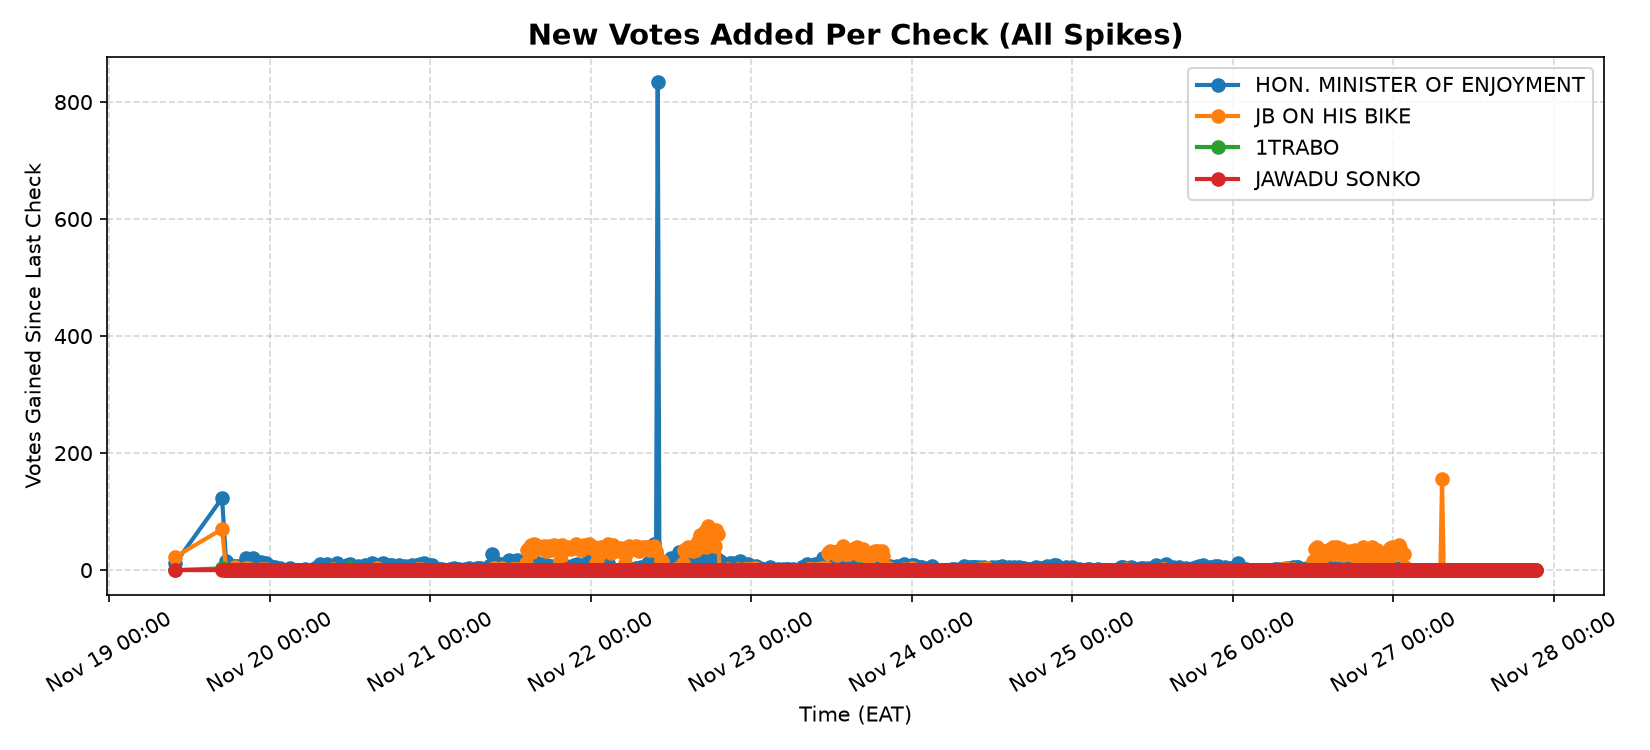 New Votes Added Per Check (All Spikes)
HON. MINISTER OF ENJOYMENT
JB ON HIS BIKE
1TRABO
JAWADU SONKO
Votes Gained Since Last Check
800
600
400
200
0
Nov 19 00:00
Nov 20 00:00
Nov 21 00:00
Nov 22 00:00
Nov 23 00:00
Nov 24 00:00
Nov 25 00:00
Nov 26 00:00
Nov 27 00:00
Nov 28 00:00
Time (EAT)